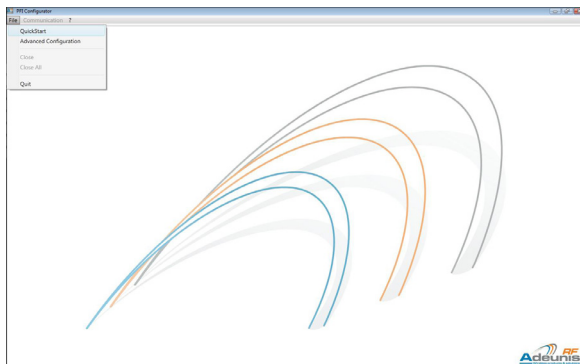 PFI Configurator
File Communication ?
QuickStart
Advanced Configuration
Close
Close All
Quit
Adeunis RF